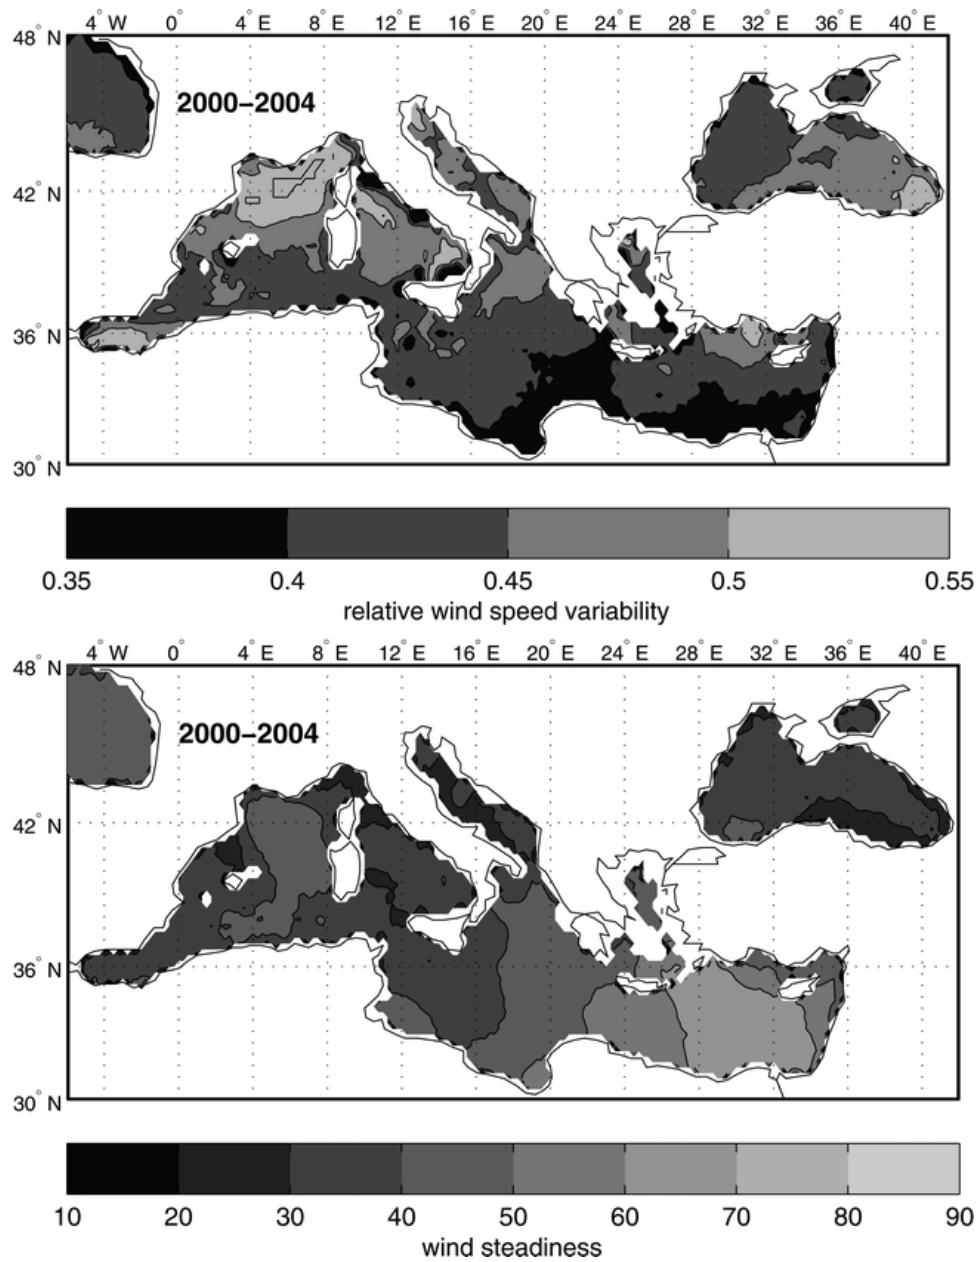 4° W 0° 4° E 8° E 12° E 16° E 20° E 24° E 28° E 32° E 36° E 40° E
48° N
2000–2004
42° N
36° N
30° N
0.35 0.4 0.45 0.5 0.55
relative wind speed variability
4° W 0° 4° E 8° E 12° E 16° E 20° E 24° E 28° E 32° E 36° E 40° E
48° N
2000–2004
42° N
36° N
30° N
10 20 30 40 50 60 70 80 90
wind steadiness